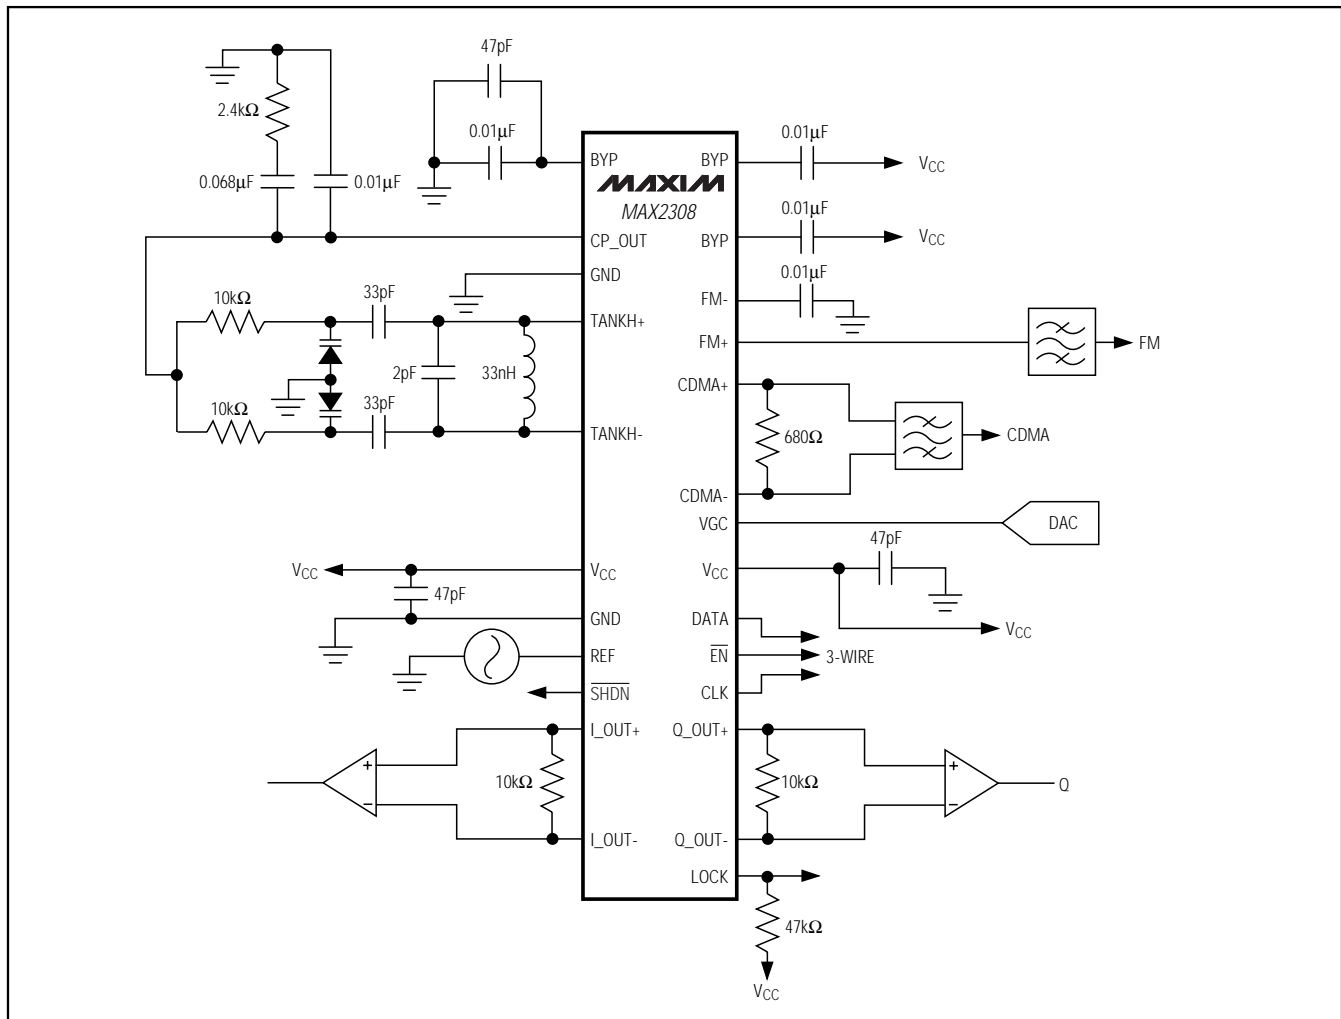 47pF
2.4kΩ
0.01µF
0.01µF
0.068µF
0.01µF
BYP
BYP
VCC
MAXIM
MAX2308
0.01µF
CP_OUT
BYP
VCC
GND
0.01µF
10kΩ
33pF
FM-
TANKH+
FM+
FM
2pF
33nH
CDMA+
10kΩ
33pF
TANKH-
680Ω
CDMA
CDMA-
VGC
DAC
47pF
VCC
VCC
VCC
47pF
GND
DATA
VCC
REF
EN
3-WIRE
SHDN
CLK
I_OUT+
Q_OUT+
+
+
10kΩ
10kΩ
Q
−
−
I_OUT-
Q_OUT-
LOCK
47kΩ
VCC